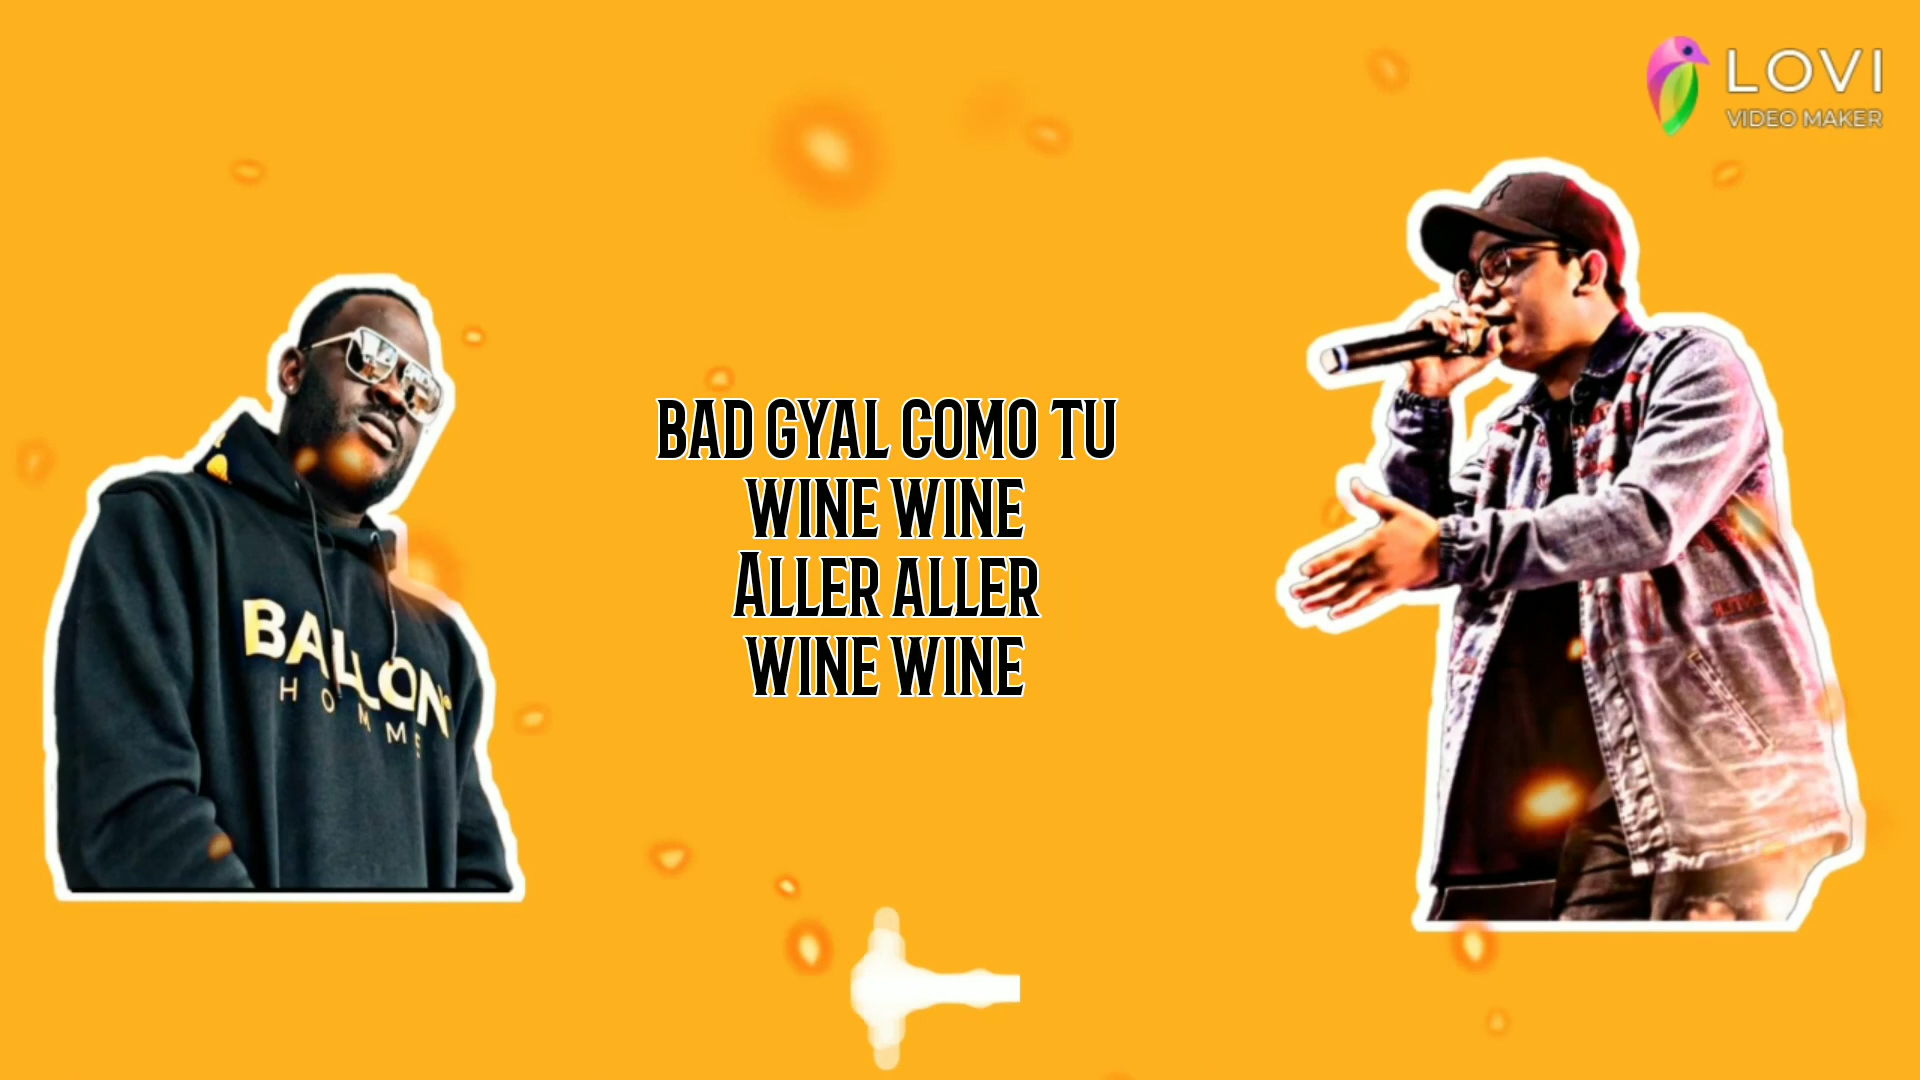 LOVI
VIDEO MAKER
BAD GYAL COMO TU
WINE WINE
ALLER ALLER
WINE WINE
BALLON
HOMME